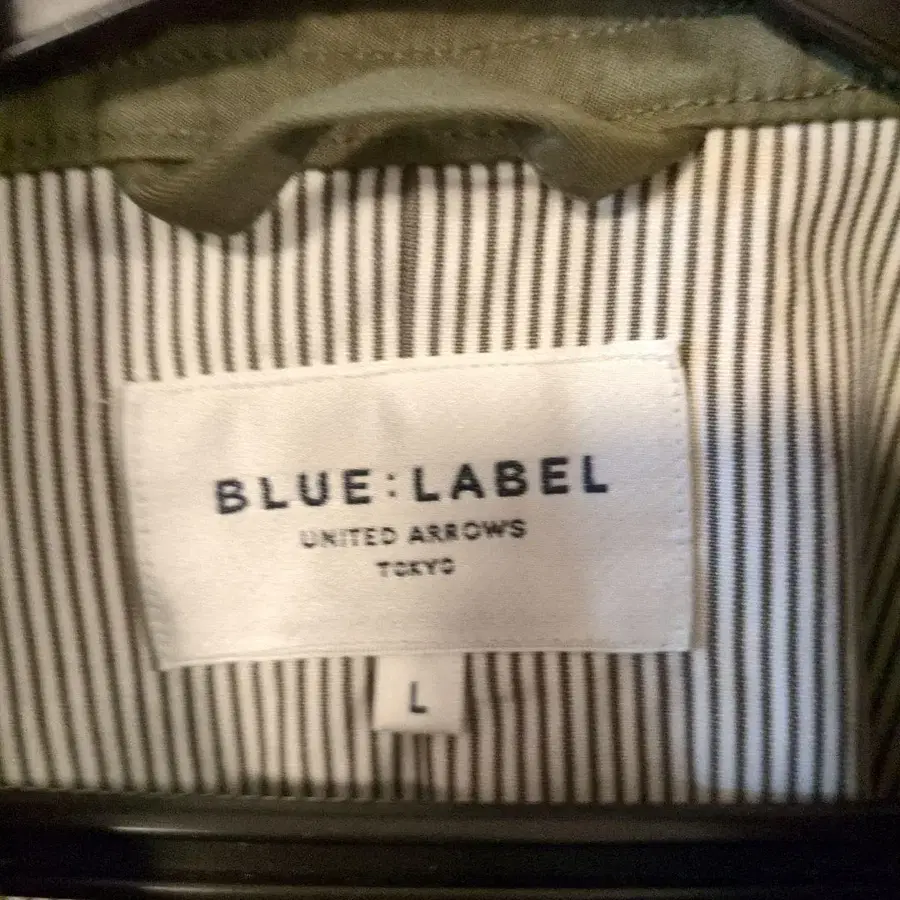 BLUE:LABEL
UNITED ARROWS
TOKYO
L